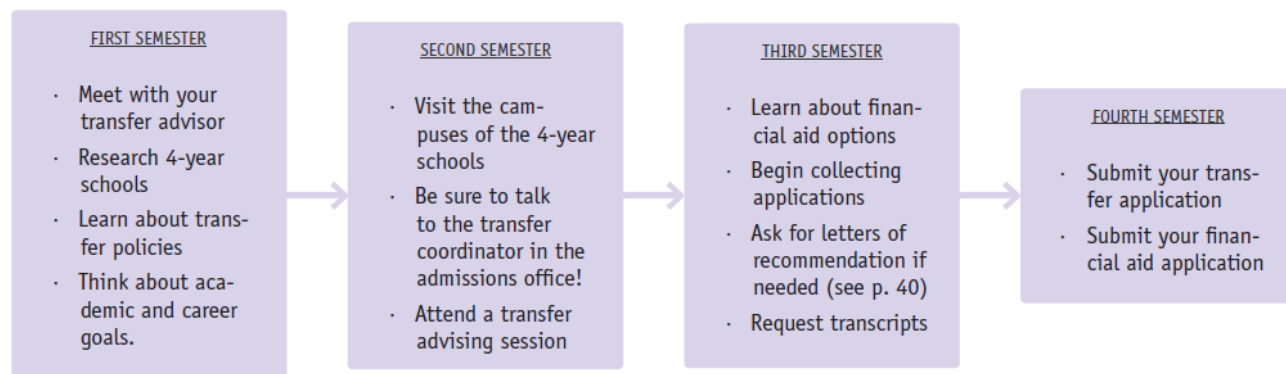 FIRST SEMESTER
· Meet with your
transfer advisor
· Research 4-year
schools
· Learn about trans-
fer policies
· Think about aca-
demic and career
goals.
SECOND SEMESTER
· Visit the cam-
puses of the 4-year
schools
· Be sure to talk
to the transfer
coordinator in the
admissions office!
· Attend a transfer
advising session
THIRD SEMESTER
· Learn about finan-
cial aid options
· Begin collecting
applications
· Ask for letters of
recommendation if
needed (see p. 40)
· Request transcripts
FOURTH SEMESTER
· Submit your trans-
fer application
· Submit your finan-
cial aid application